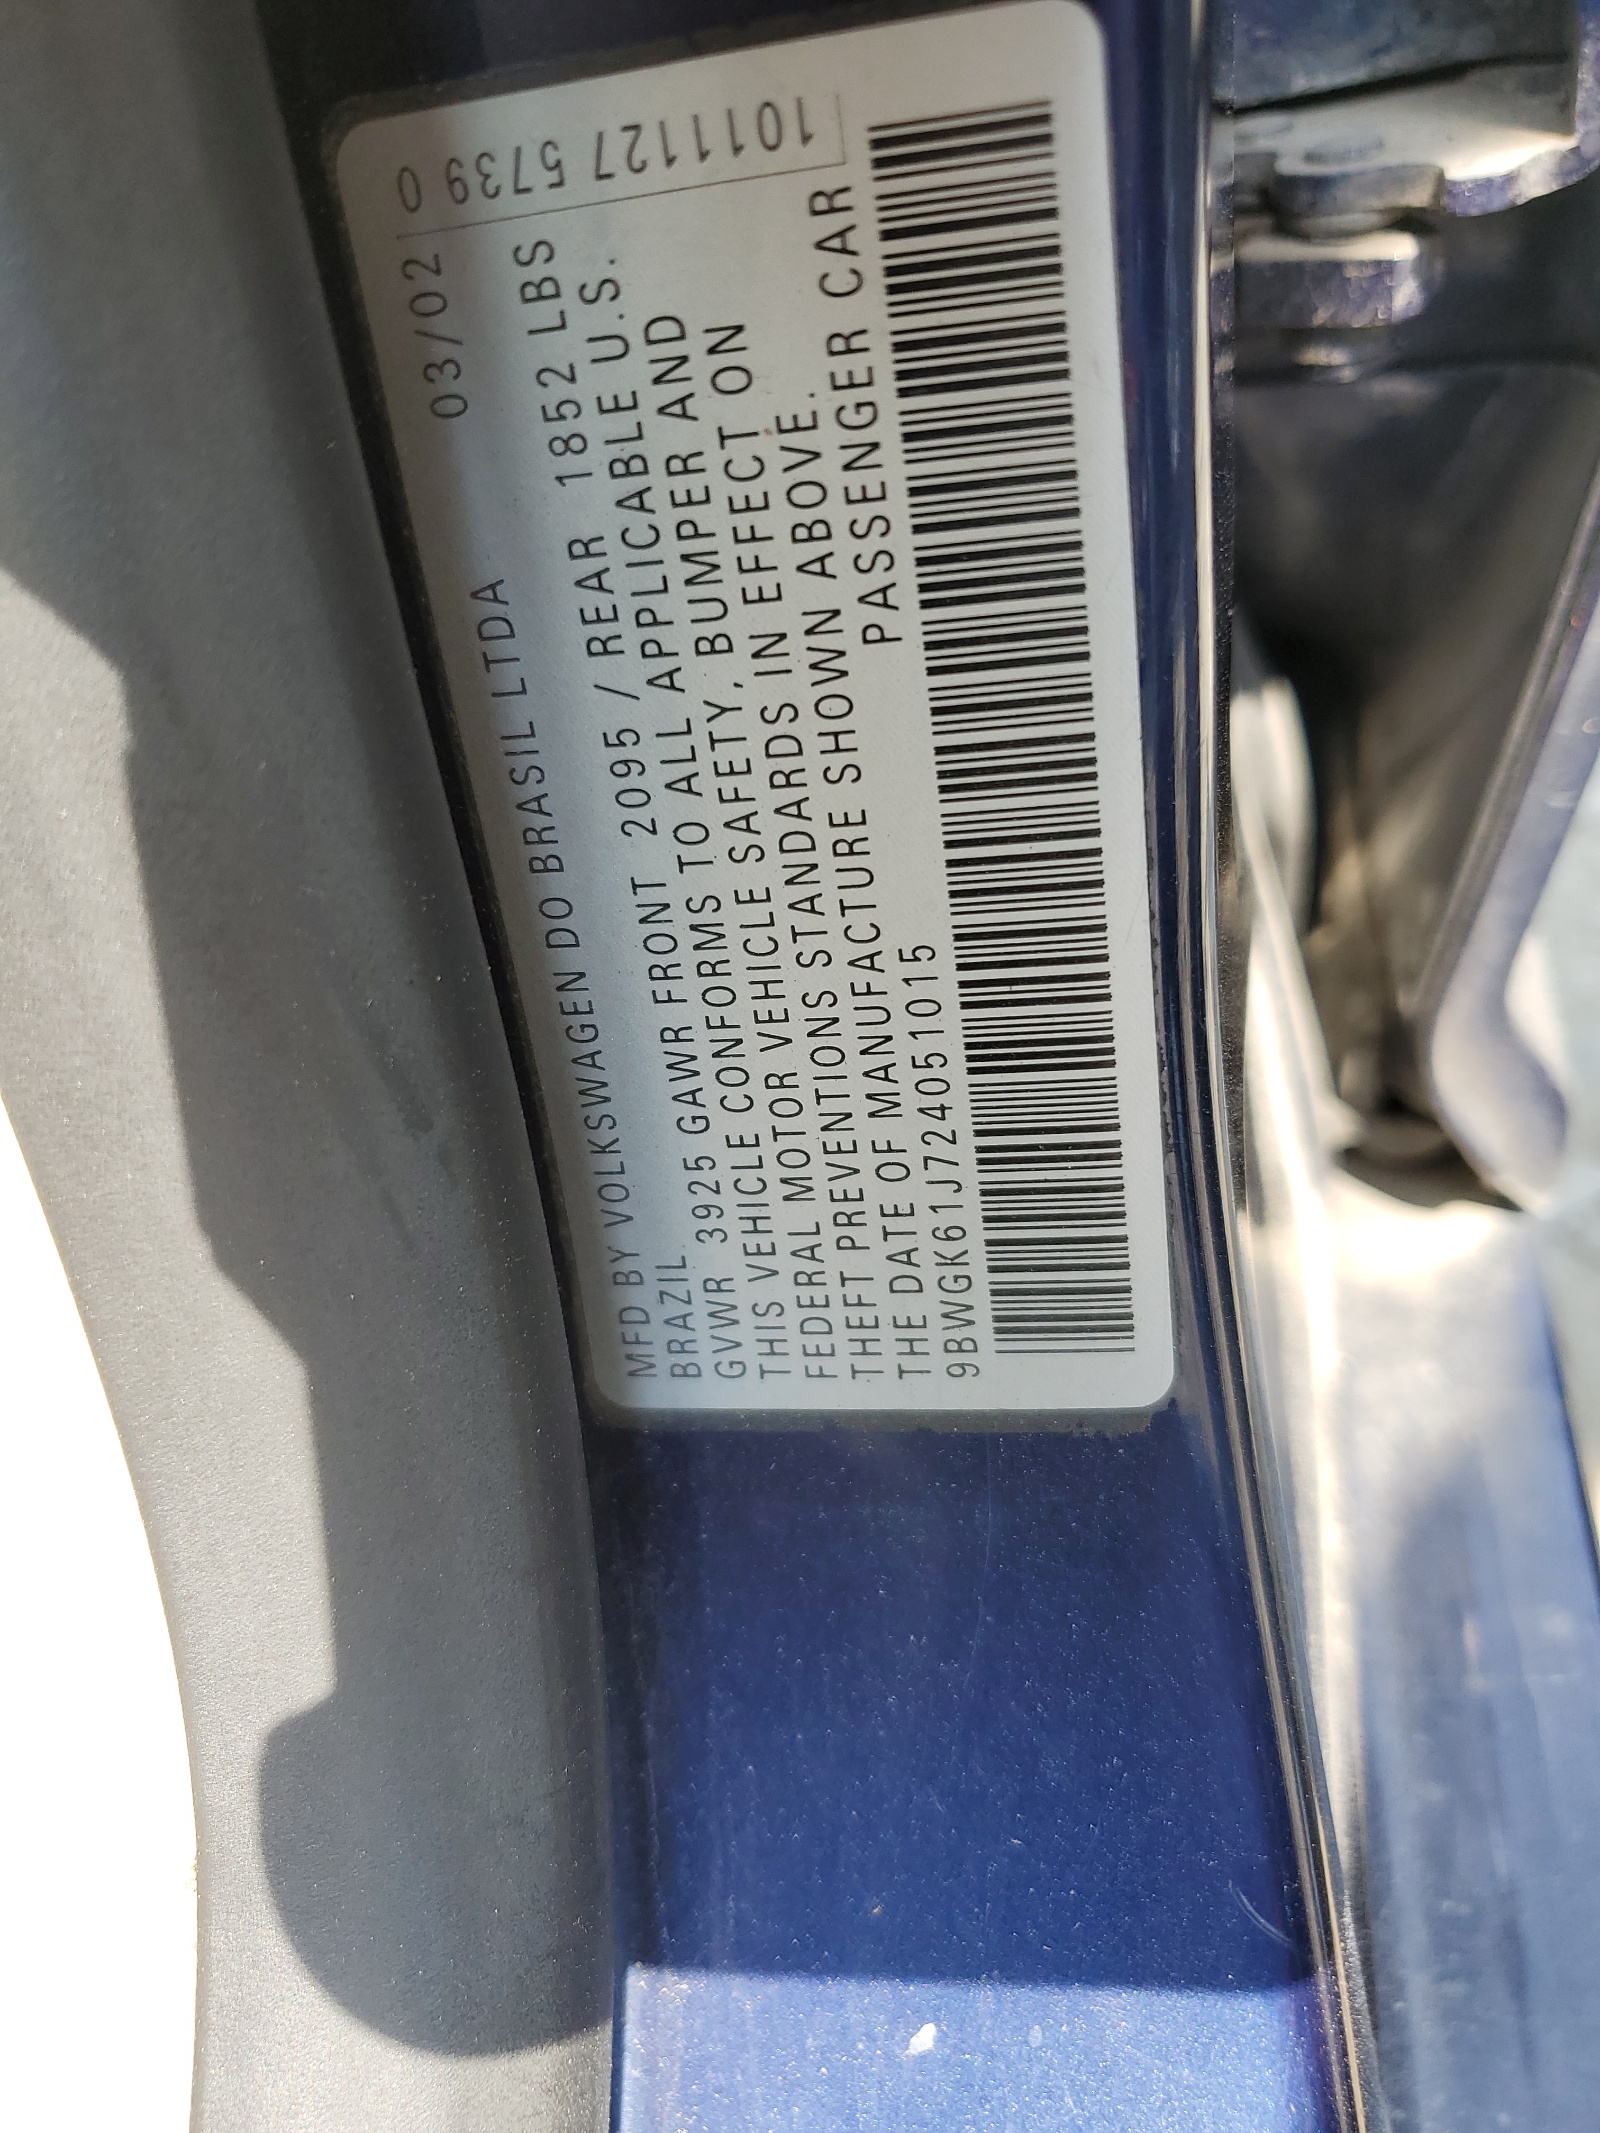 MFD BY VOLKSWAGEN DO BRASIL LTDA 03/02
BRAZIL
GVWR 3925 GAWR FRONT 2095 / REAR 1852 LBS
THIS VEHICLE CONFORMS TO ALL APPLICABLE U.S.
FEDERAL MOTOR VEHICLE SAFETY, BUMPER AND
THEFT PREVENTIONS STANDARDS IN EFFECT ON
THE DATE OF MANUFACTURE SHOWN ABOVE.
9BWGK61J724051015 PASSENGER CAR
101127 5739 0